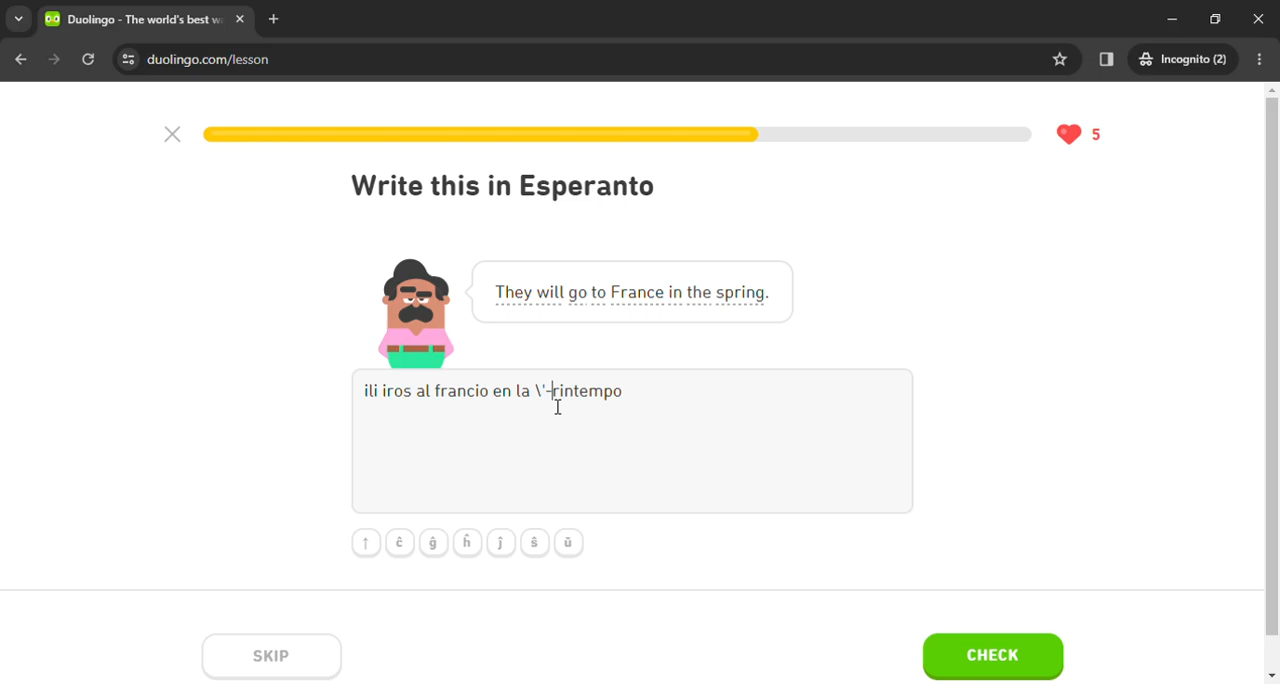 Duolingo - The world's best w
duolingo.com/lesson
Incognito (2)
5
Write this in Esperanto
They will go to France in the spring.
ili iros al francio en la \'-rintempo
↑ ĉ ĝ ĥ ĵ ŝ ŭ
SKIP
CHECK